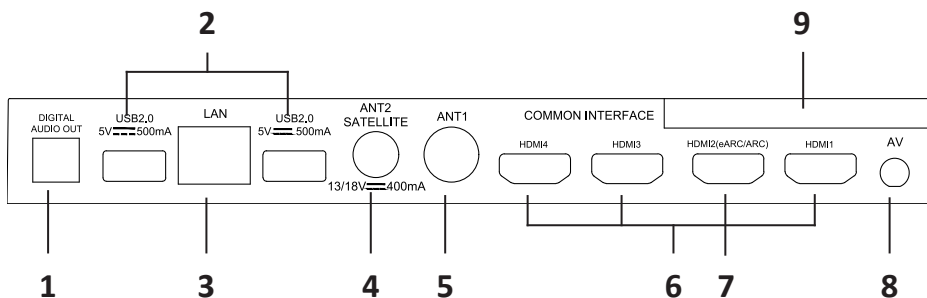 2
9
DIGITAL
AUDIO OUT
USB2.0
5V 500mA
LAN
USB2.0
5V 500mA
ANT2
SATELLITE
13/18V 400mA
ANT1
COMMON INTERFACE
HDMI4
HDMI3
HDMI2(eARC/ARC)
HDMI1
AV
1
3
4
5
6
7
8